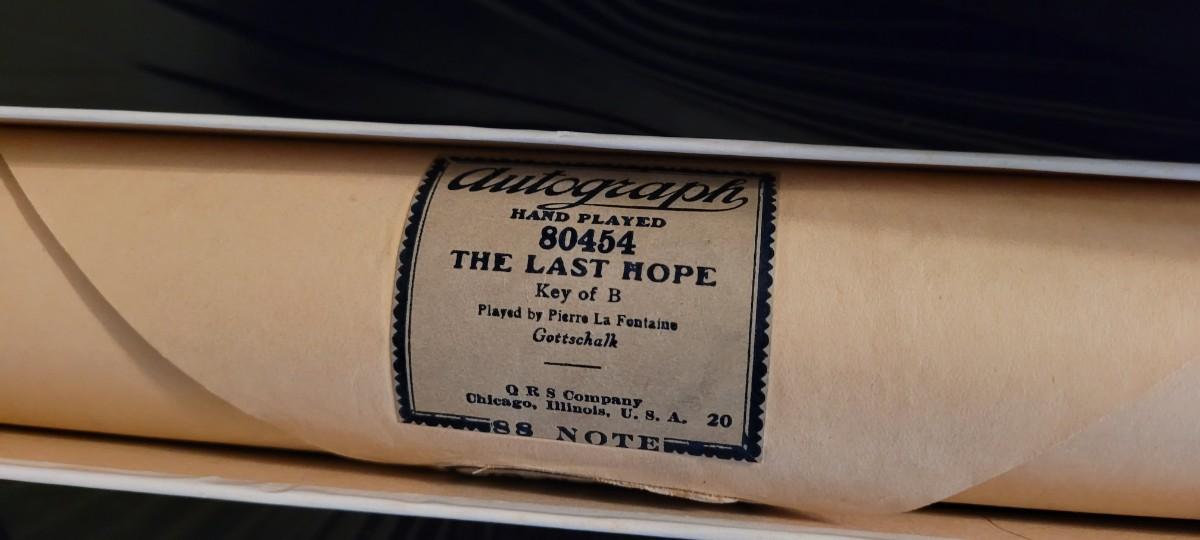 Autograph
HAND PLAYED
80454
THE LAST HOPE
Key of B
Played by Pierre La Fontaine
Gottschalk
Q R S Company
Chicago, Illinois, U. S. A. 20
88 NOTE